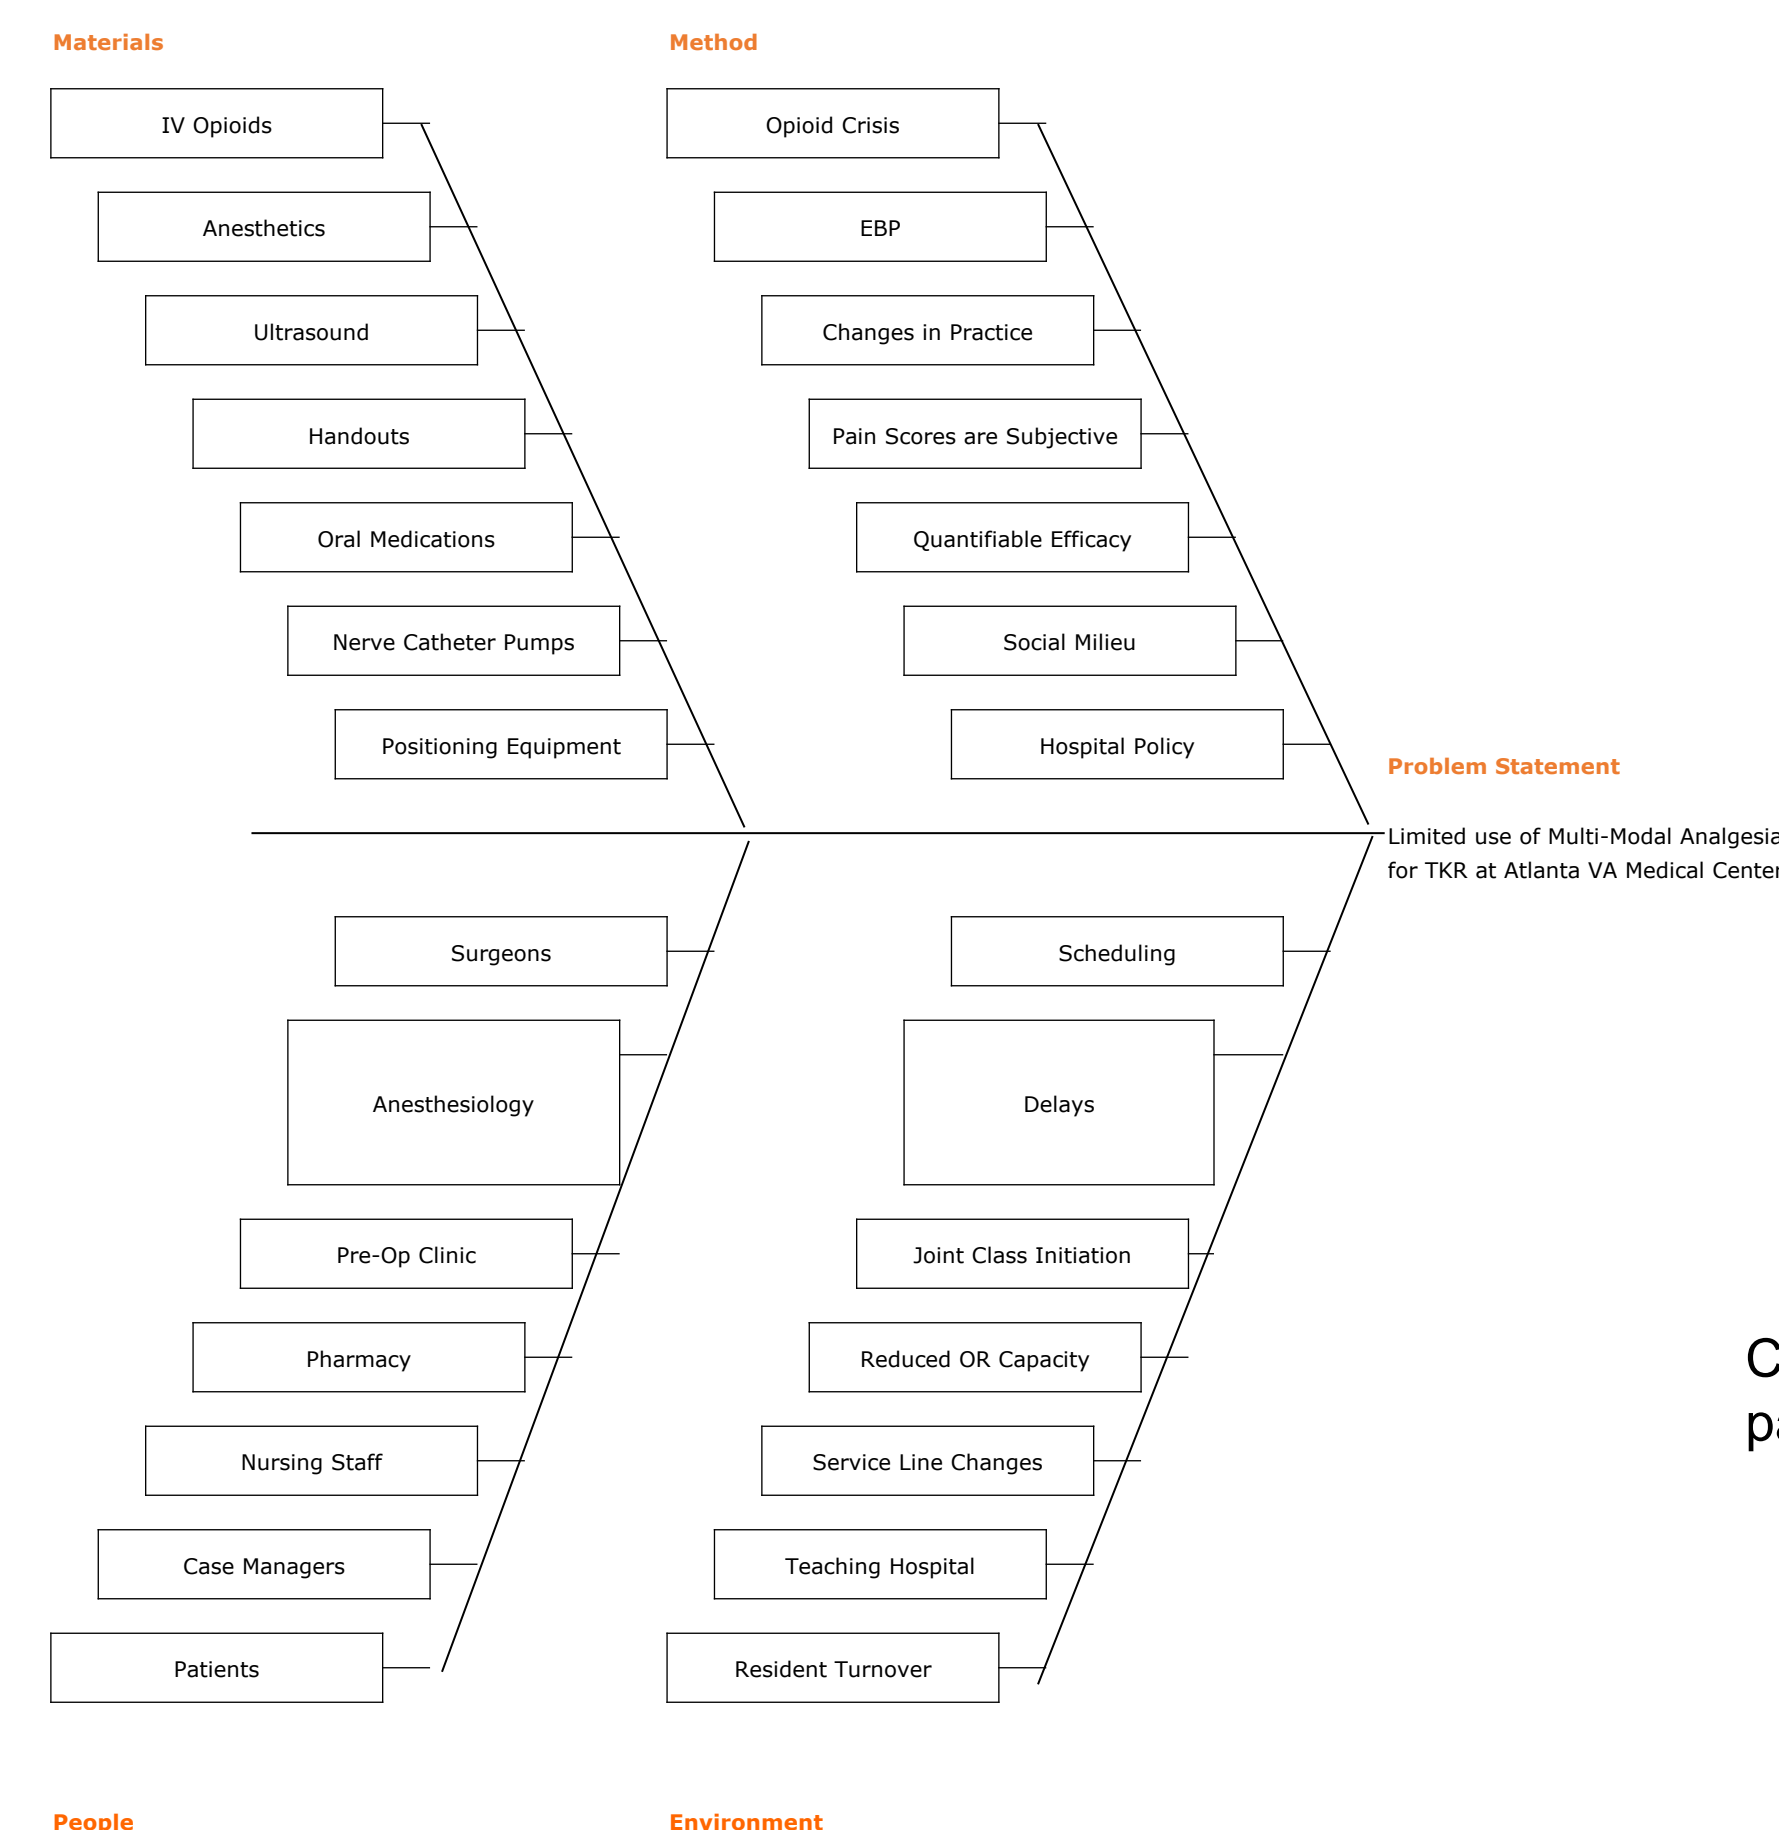 Materials
Method
IV Opioids
Opioid Crisis
Anesthetics
EBP
Ultrasound
Changes in Practice
Handouts
Pain Scores are Subjective
Oral Medications
Quantifiable Efficacy
Nerve Catheter Pumps
Social Milieu
Positioning Equipment
Hospital Policy
Problem Statement
Limited use of Multi-Modal Analgesia
for TKR at Atlanta VA Medical Center
Surgeons
Scheduling
Anesthesiology
Delays
Pre-Op Clinic
Joint Class Initiation
Pharmacy
Reduced OR Capacity
Nursing Staff
Service Line Changes
Case Managers
Teaching Hospital
Patients
Resident Turnover
People
Environment